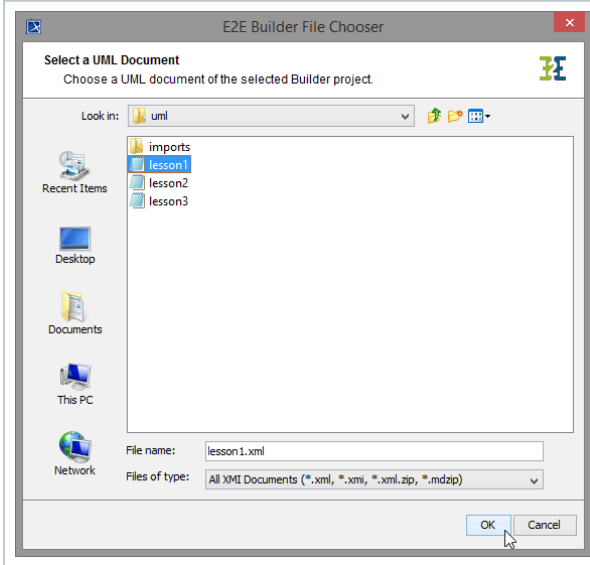 E2E Builder File Chooser
Select a UML Document
Choose a UML document of the selected Builder project.
Look in: uml
imports
lesson1
lesson2
lesson3
Recent Items
Desktop
Documents
This PC
Network
File name: lesson1.xml
Files of type: All XMI Documents (*.xml, *.xmi, *.xml.zip, *.mdzip)
OK Cancel